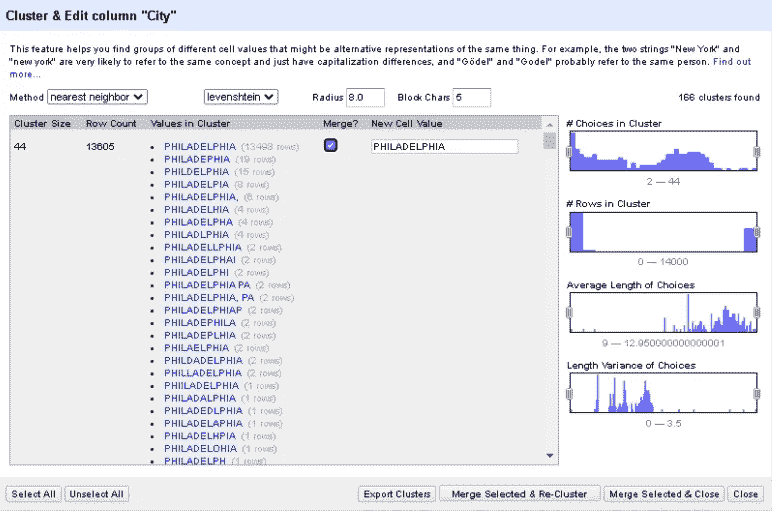 Cluster & Edit column "City"
This feature helps you find groups of different cell values that might be alternative representations of the same thing. For example, the two strings "New York" and
"new york" are very likely to refer to the same concept and just have capitalization differences, and "Gödel" and "Godel" probably refer to the same person. Find out
more...
Method nearest neighbor levenshtein Radius 8.0 Block Chars 5 166 clusters found
Cluster Size Row Count Values in Cluster Merge? New Cell Value
44 13605 • PHILADELPHIA (13493 rows) PHILADELPHIA
• PHILADEPHIA (19 rows)
• PHILDELPHIA (15 rows)
• PHILADELPIA (8 rows)
• PHILADELPHIA, (6 rows)
• PHILADELHIA (4 rows)
• PHILADELPHA (4 rows)
• PHILADLPHIA (4 rows)
• PHILADELLPHIA (2 rows)
• PHILADELPHAI (2 rows)
• PHILADELPHI (2 rows)
• PHILADELPHIA PA (2 rows)
• PHILADELPHIA, PA (2 rows)
• PHILADELPHIAP (2 rows)
• PHILADEPHILA (2 rows)
• PHILADEPLHIA (2 rows)
• PHILAELPHIA (2 rows)
• PHILDADELPHIA (2 rows)
• PHILLADELPHIA (2 rows)
• PHIILADELPHIA (1 rows)
• PHILADALPHIA (1 rows)
• PHILADEDLPHIA (1 rows)
• PHILADELAPHIA (1 rows)
• PHILADELHPIA (1 rows)
• PHILADELOHIA (1 rows)
• PHILADELPH (1 rows)
# Choices in Cluster
2 — 44
# Rows in Cluster
0 — 14000
Average Length of Choices
9 — 12.950000000000001
Length Variance of Choices
0 — 3.5
Select All Unselect All Export Clusters Merge Selected & Re-Cluster Merge Selected & Close Close